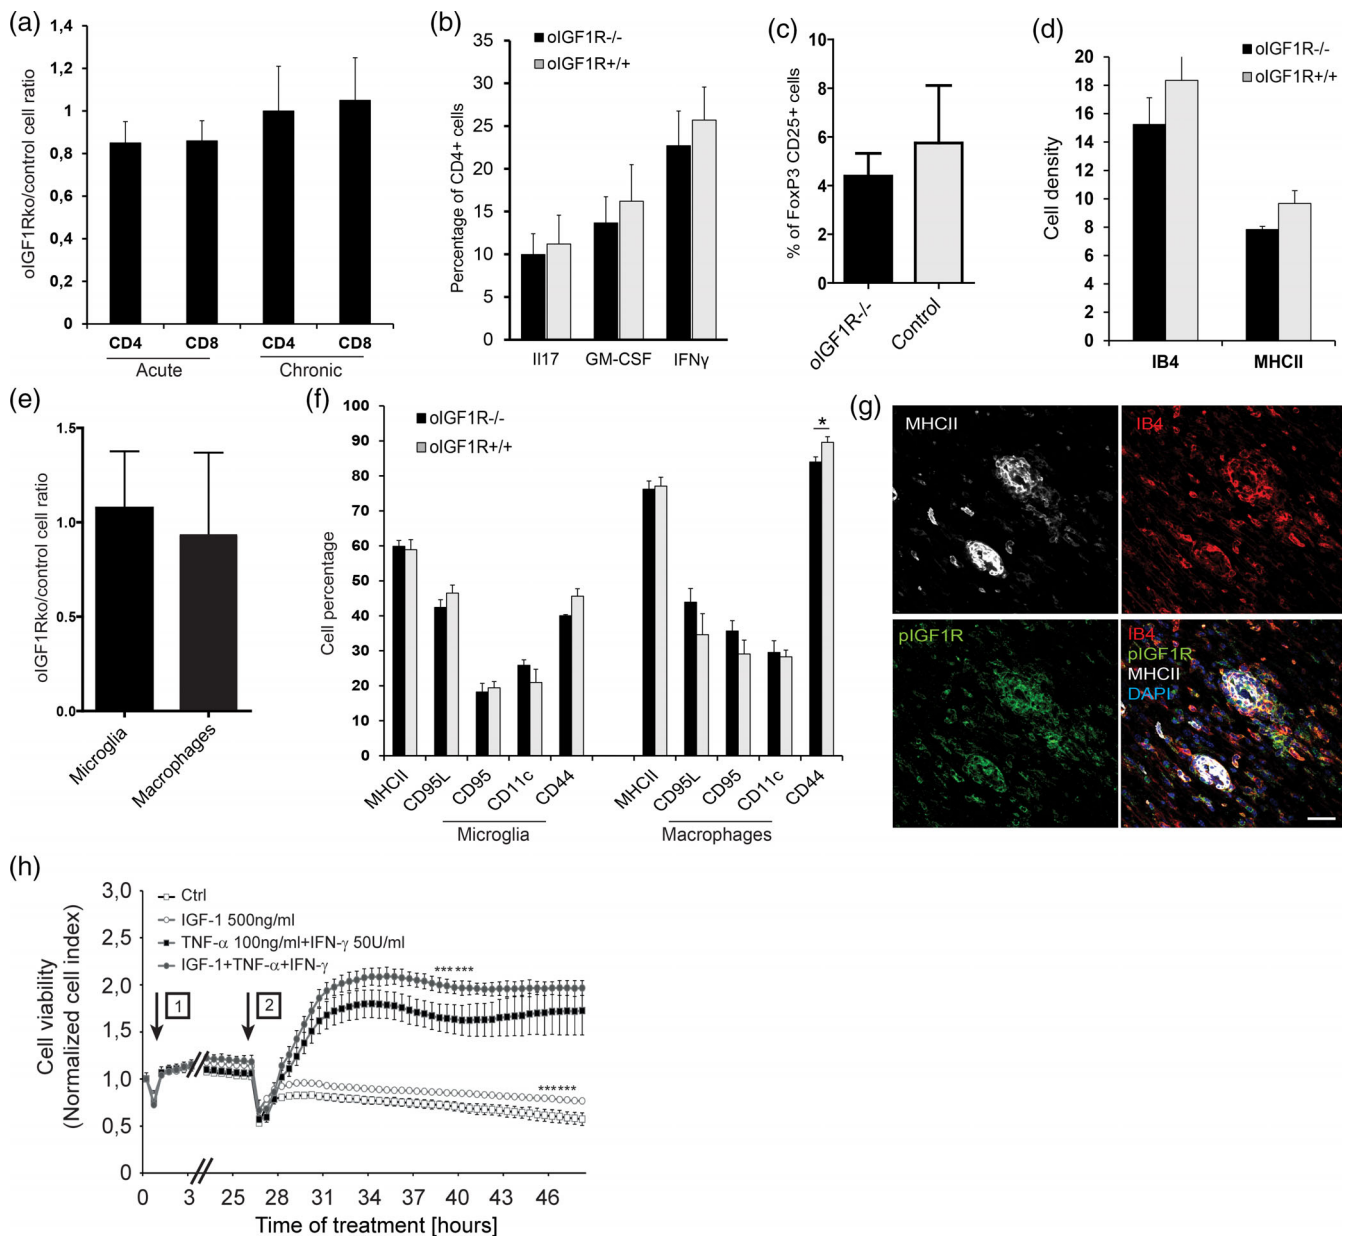 (a)
1,4
1,2
1
0,8
0,6
0,4
0,2
0
oIGF1Rko/control cell ratio
CD4 CD8 CD4 CD8
Acute Chronic
(b)
oIGF1R-/-
oIGF1R+/+
35
30
25
20
15
10
5
0
Percentage of CD4+ cells
Il17 GM-CSF IFNγ
(c)
10
8
6
4
2
0
% of FoxP3 CD25+ cells
oIGF1R-/- Control
(d)
oIGF1R-/-
oIGF1R+/+
20
18
16
14
12
10
8
6
4
2
0
Cell density
IB4 MHCII
(e)
1.5
1.0
0.5
0.0
oIGF1Rko/control cell ratio
Microglia Macrophages
(f)
oIGF1R-/-
oIGF1R+/+
100
90
80
70
60
50
40
30
20
10
0
Cell percentage
*
MHCII CD95L CD95 CD11c CD44 MHCII CD95L CD95 CD11c CD44
Microglia Macrophages
(g)
MHCII
IB4
pIGF1R
IB4
pIGF1R
MHCII
DAPI
(h)
Ctrl
IGF-1 500ng/ml
TNF-α 100ng/ml+IFN-γ 50U/ml
IGF-1+TNF-α+IFN-γ
3,0
2,5
2,0
1,5
1,0
0,5
0
Cell viability
(Normalized cell index)
1
2
*** ***
******
0 3 25 28 31 34 37 40 43 46
Time of treatment [hours]